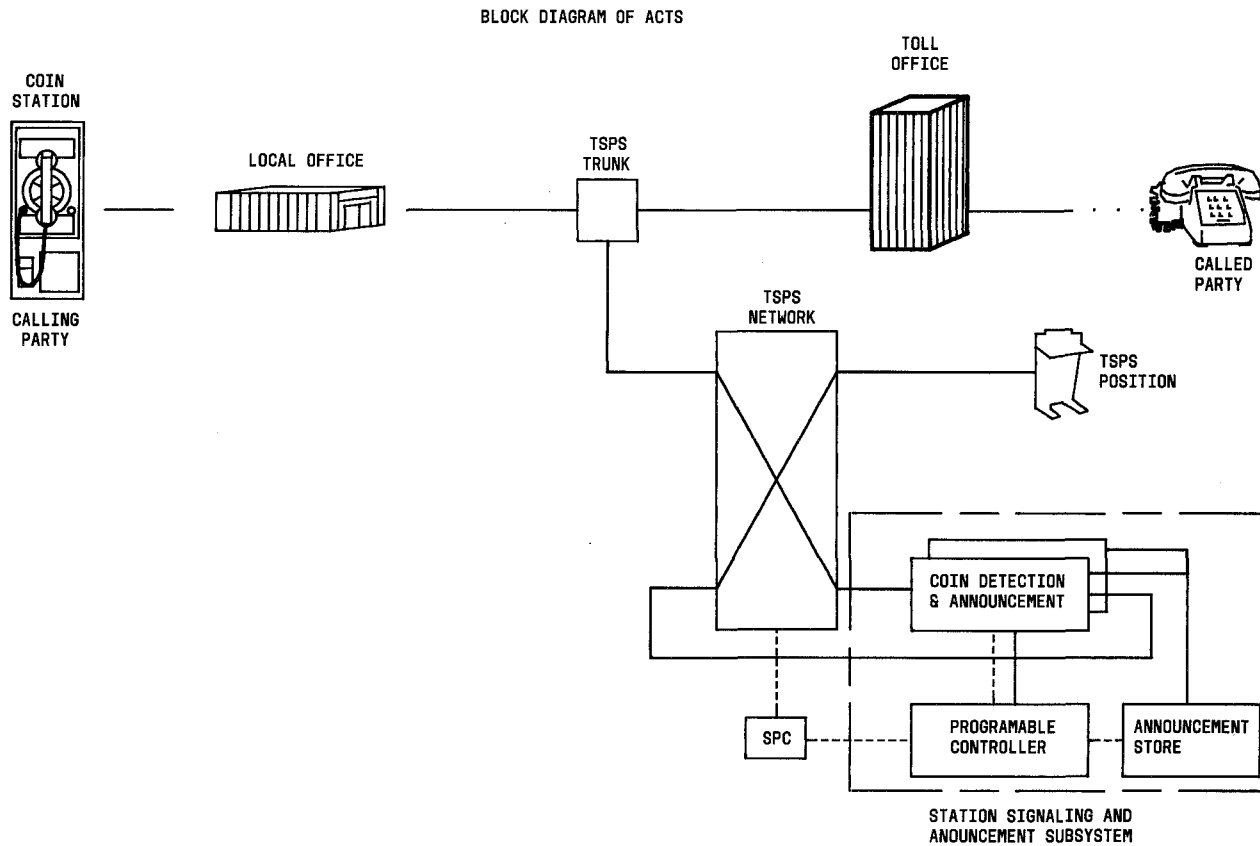 BLOCK DIAGRAM OF ACTS
TOLL
OFFICE
COIN
STATION
TSPS
TRUNK
LOCAL OFFICE
CALLED
PARTY
CALLING
PARTY
TSPS
NETWORK
TSPS
POSITION
COIN DETECTION
& ANNOUNCEMENT
SPC
PROGRAMABLE
CONTROLLER
ANNOUNCEMENT
STORE
STATION SIGNALING AND
ANOUNCEMENT SUBSYSTEM